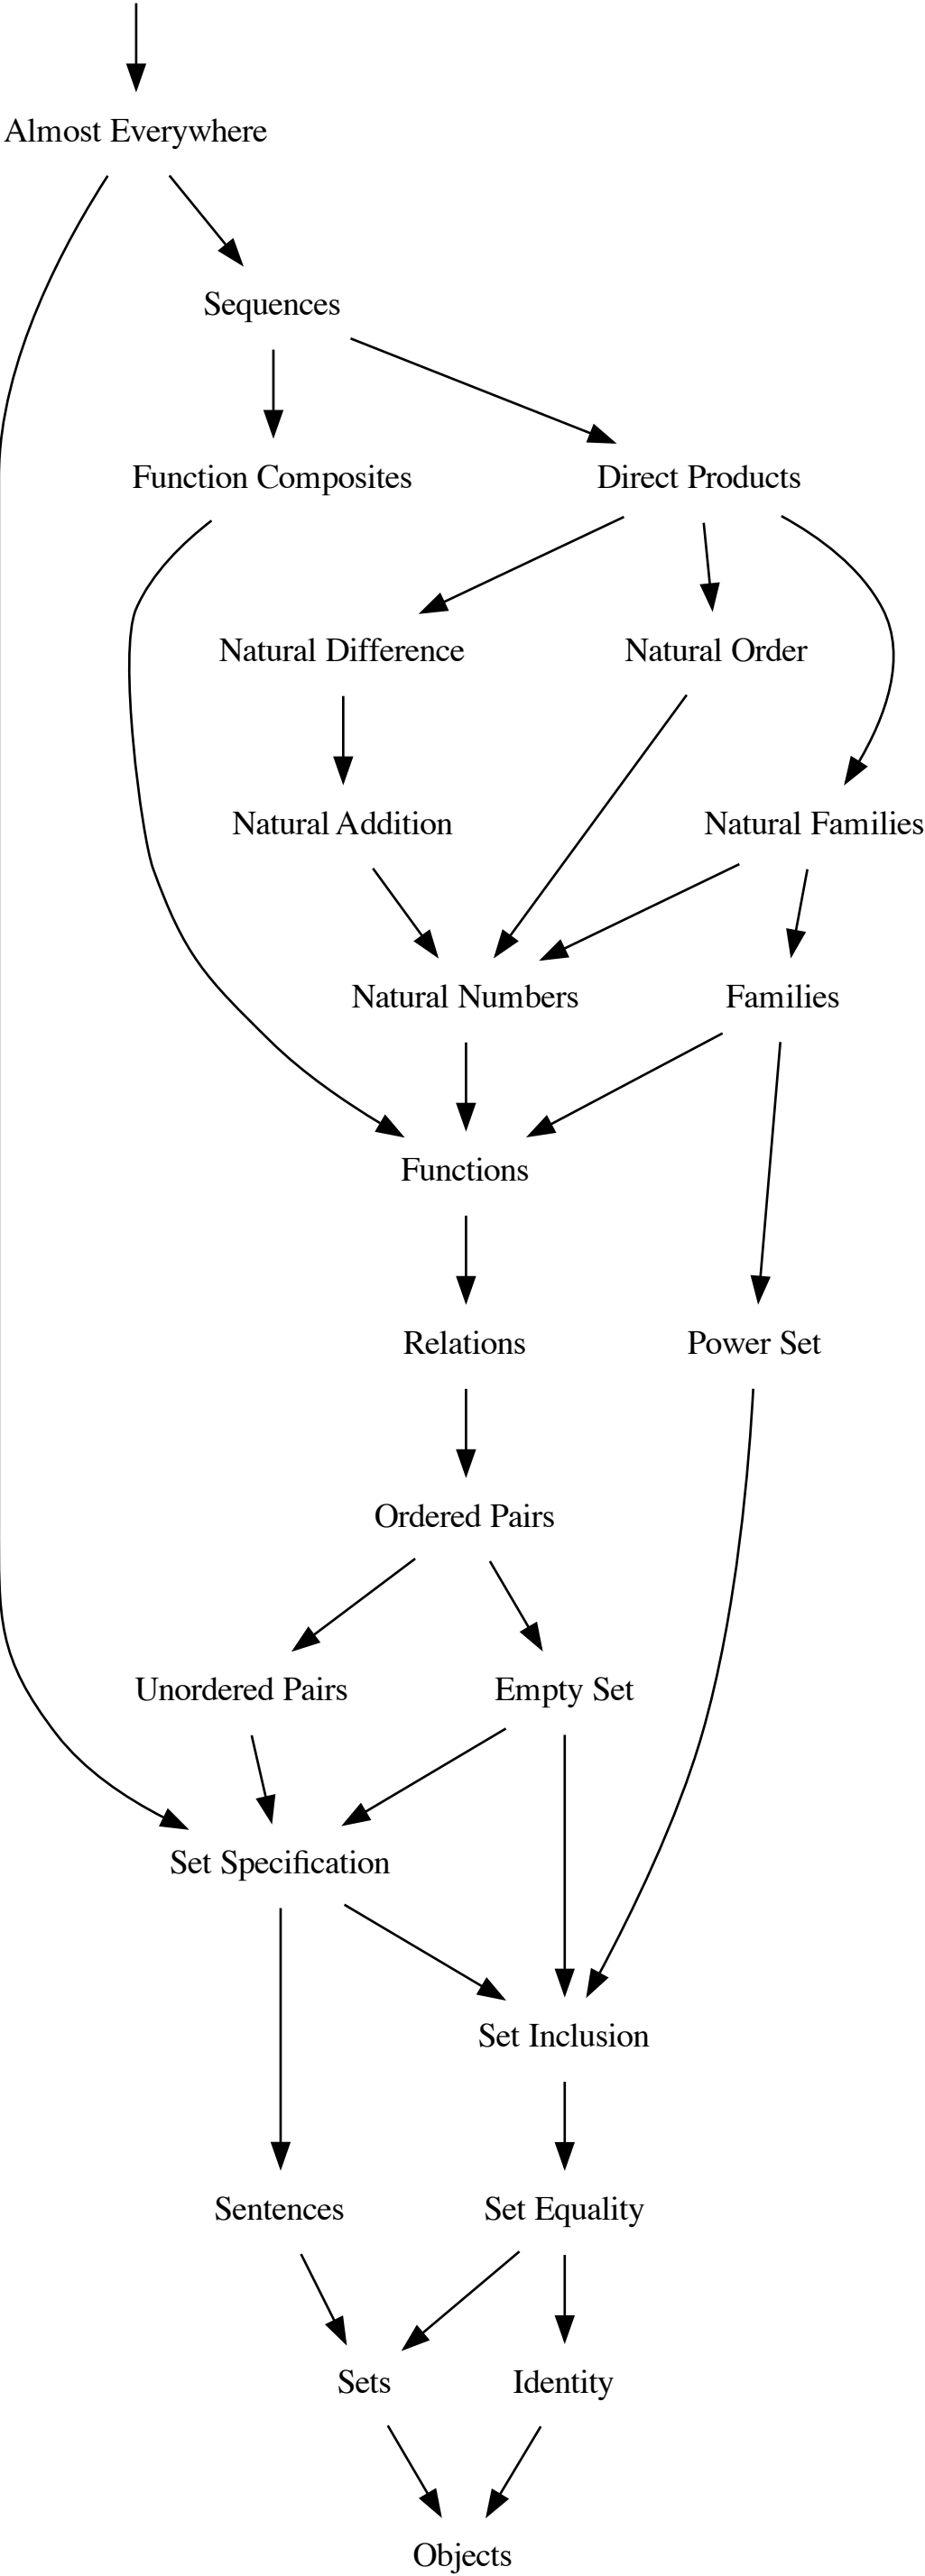 Almost Everywhere
Sequences
Function Composites
Direct Products
Natural Difference
Natural Order
Natural Addition
Natural Families
Natural Numbers
Families
Functions
Relations
Power Set
Ordered Pairs
Unordered Pairs
Empty Set
Set Specification
Set Inclusion
Sentences
Set Equality
Sets
Identity
Objects